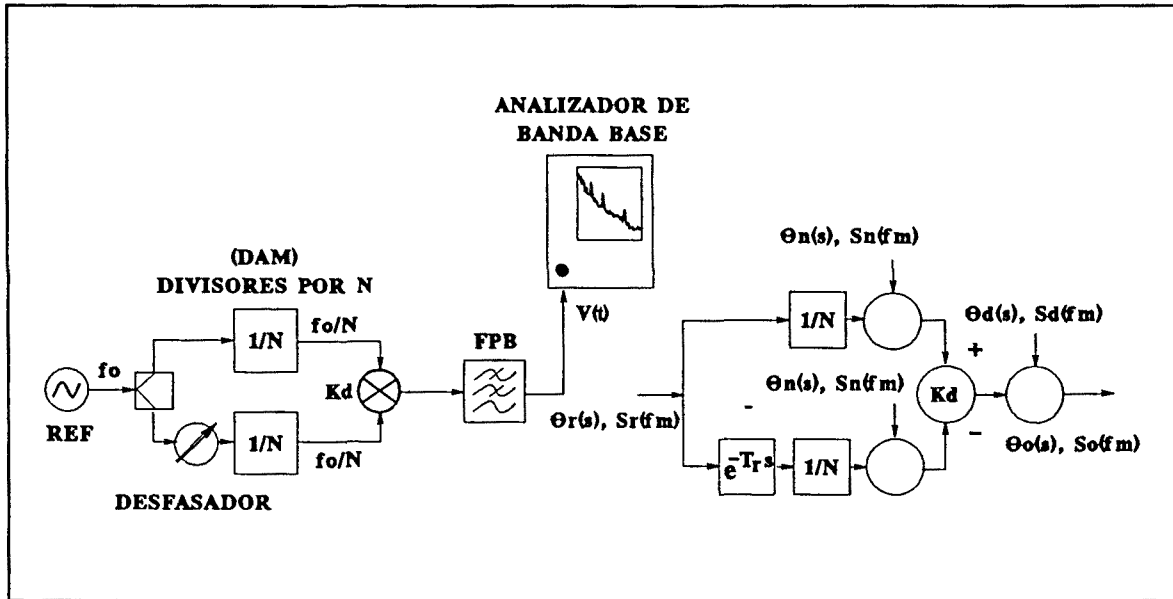 ANALIZADOR DE
BANDA BASE
(DAM)
DIVISORES POR N
fo
REF
1/N
fo/N
DESFASADOR
1/N
fo/N
Kd
FPB
V(t)
Θr(s), Sr(fm)
Θn(s), Sn(fm)
1/N
Θd(s), Sd(fm)
+
Θn(s), Sn(fm)
-
Kd
−
e^-Tr s
1/N
Θo(s), So(fm)